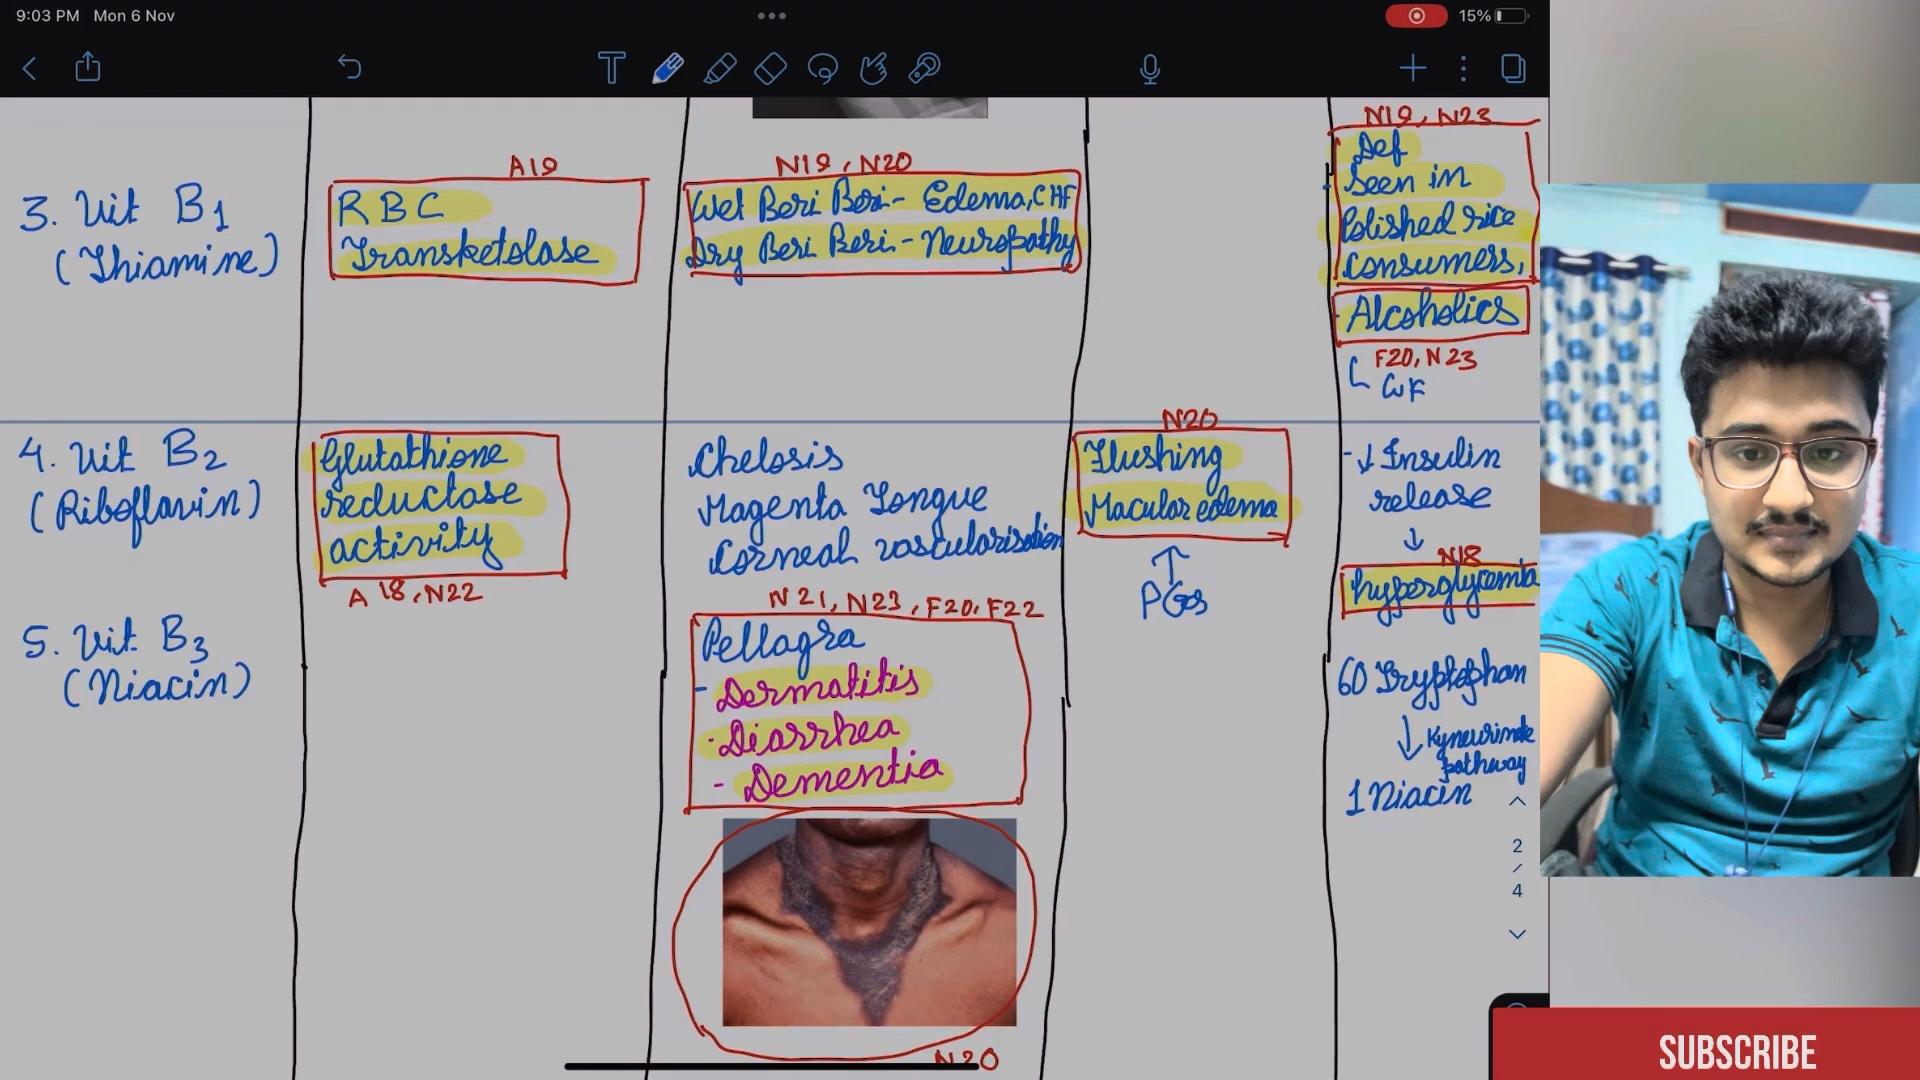 9:03 PM Mon 6 Nov
15%
N19, N23
Def
- Seen in
Polished rice
Consumers,
- Alcoholics
F20, N23
A19
N19, N20
3. Vit B1
(Thiamine)
RBC
Transketolase
Wet Beri Beri - Edema, CHF
Dry Beri Beri - Neuropathy
N20
4. Vit B2
(Riboflavin)
Glutathione
reductase
activity
A 18, N22
Chelosis
Magenta Tongue
Corneal vascularisation
Flushing
Macular edema
↑
PGs
- ↓ Insulin
release
↓
N18
hyperglycemia
5. Vit B3
(Niacin)
N21, N23, F20, F22
Pellagra
- Dermatitis
- Diarrhea
- Dementia
N20
60 Tryptophan
↓ Kyneurinate
pathway
1 Niacin
2
/
4
SUBSCRIBE